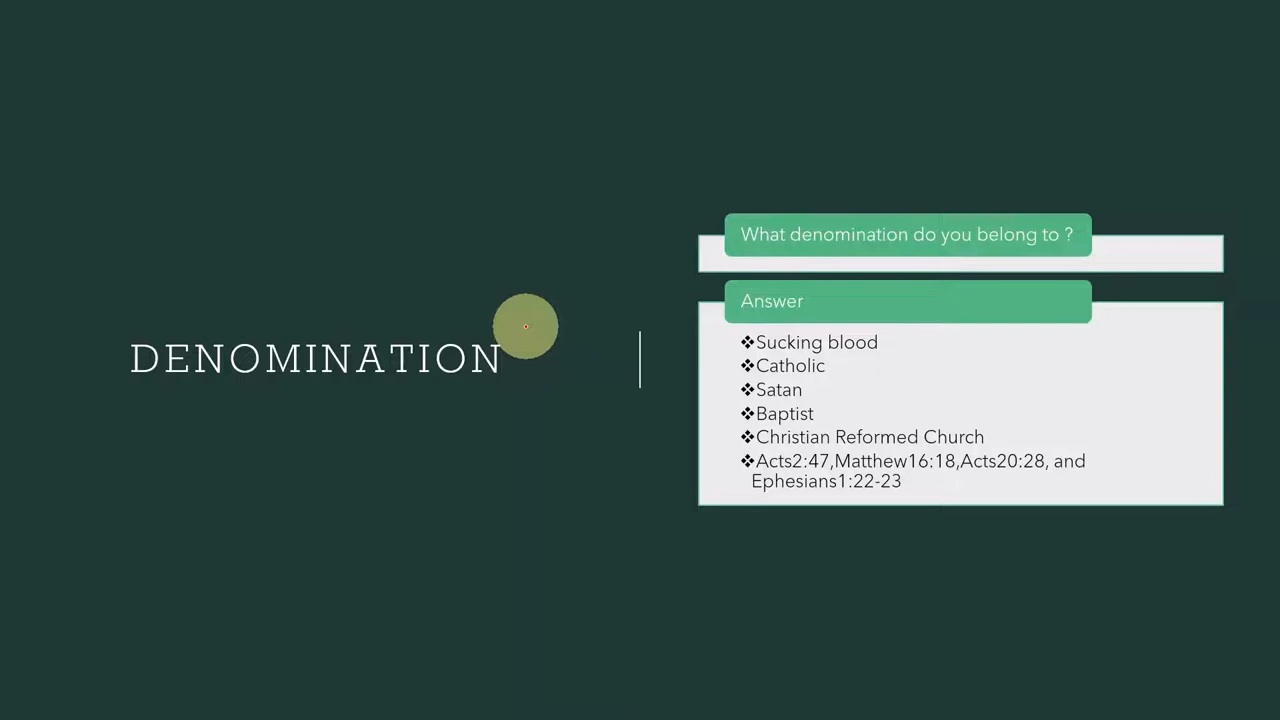 DENOMINATION
What denomination do you belong to ?
Answer
❖Sucking blood
❖Catholic
❖Satan
❖Baptist
❖Christian Reformed Church
❖Acts2:47,Matthew16:18,Acts20:28, and
Ephesians1:22-23